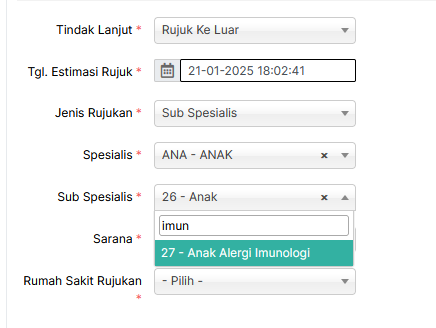 Tindak Lanjut * Rujuk Ke Luar
Tgl. Estimasi Rujuk * 21-01-2025 18:02:41
Jenis Rujukan * Sub Spesialis
Spesialis * ANA - ANAK ×
Sub Spesialis * 26 - Anak ×
imun
Sarana *
27 - Anak Alergi Imunologi
Rumah Sakit Rujukan - Pilih -
*